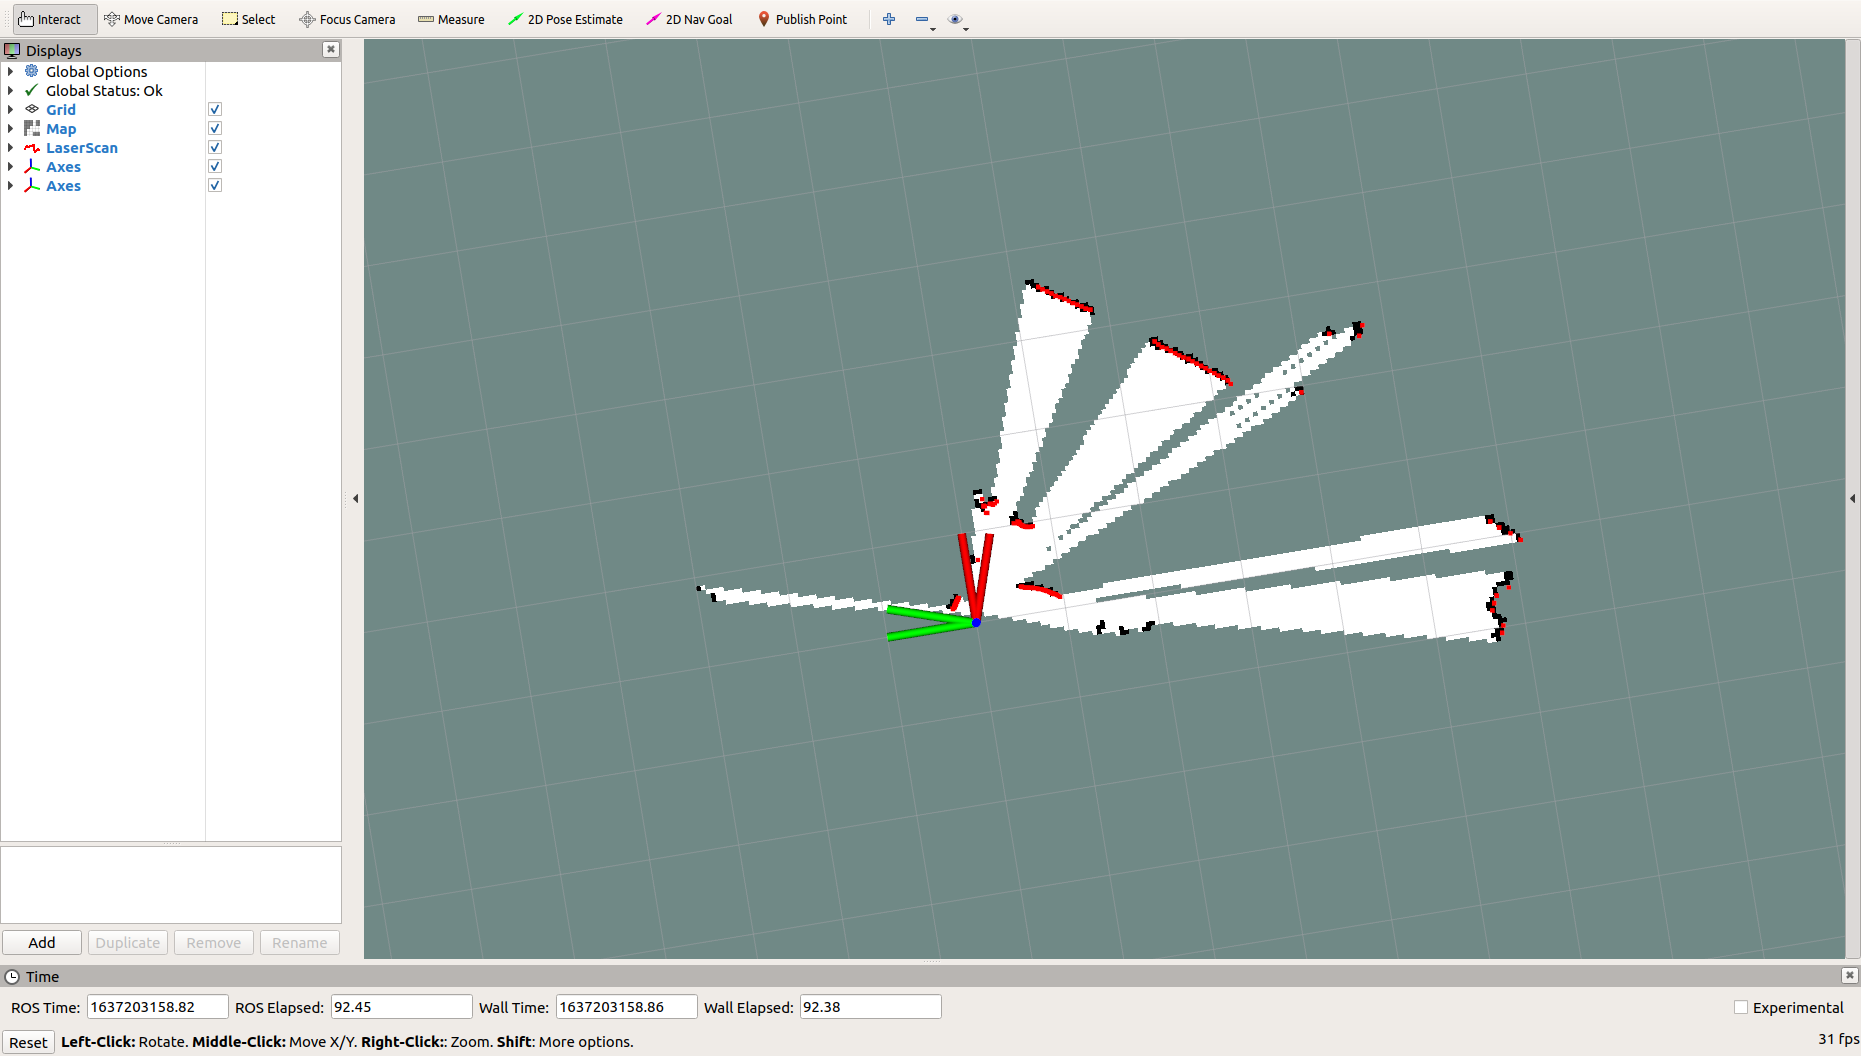 Interact Move Camera Select Focus Camera Measure 2D Pose Estimate 2D Nav Goal Publish Point
Displays
Global Options
Global Status: Ok
Grid
Map
LaserScan
Axes
Axes
Add Duplicate Remove Rename
Time
ROS Time: 1637203158.82 ROS Elapsed: 92.45 Wall Time: 1637203158.86 Wall Elapsed: 92.38 Experimental
Reset Left-Click: Rotate. Middle-Click: Move X/Y. Right-Click:: Zoom. Shift: More options. 31 fps